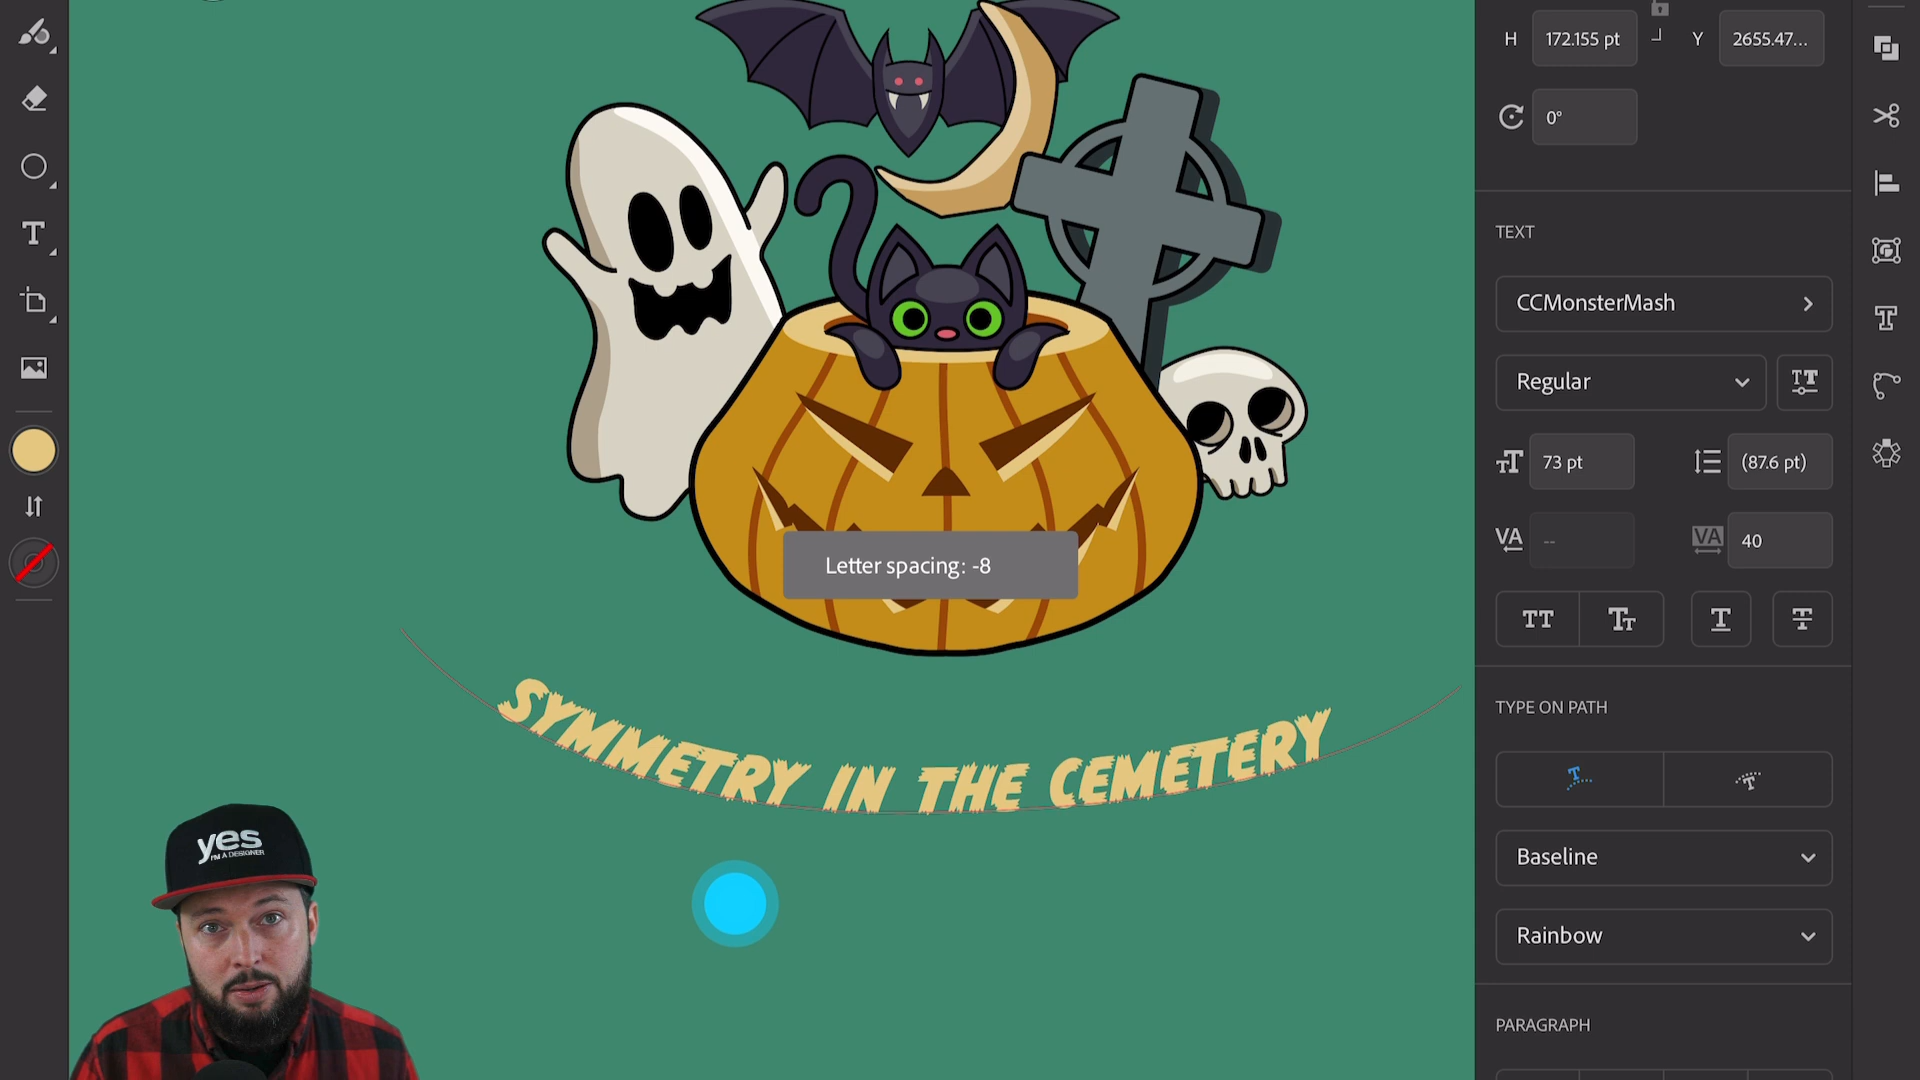 H 172.155 pt Y 2655.47...
0°
TEXT
CCMonsterMash
Regular
73 pt (87.6 pt)
VA -- VA 40
TT Tt T T
TYPE ON PATH
Baseline
Rainbow
PARAGRAPH
Letter spacing: -8
SYMMETRY IN THE CEMETERY
yes
I'M A DESIGNER